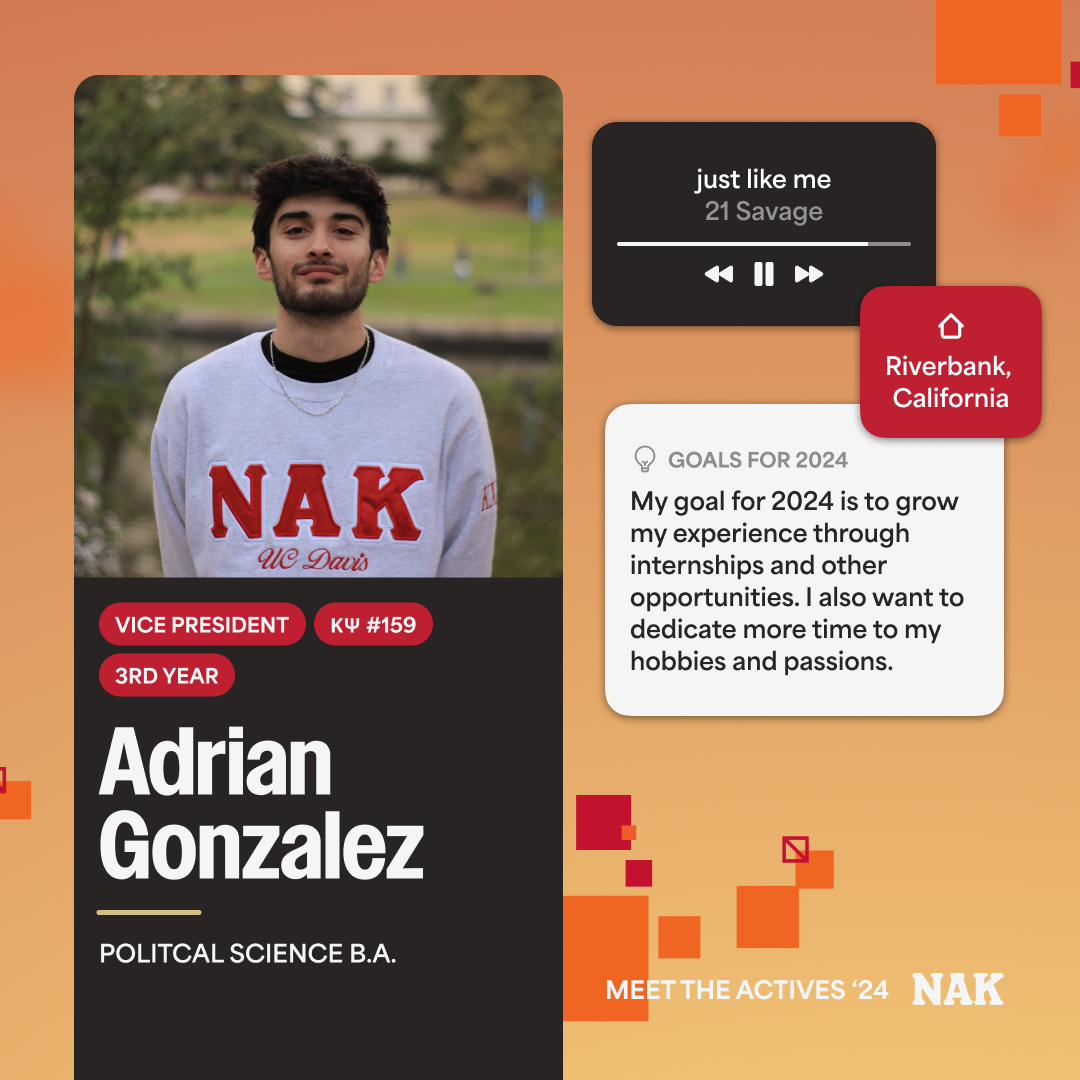 NAK
UC Davis
VICE PRESIDENT
ΚΨ #159
3RD YEAR
Adrian
Gonzalez
POLITCAL SCIENCE B.A.
just like me
21 Savage
Riverbank,
California
GOALS FOR 2024
My goal for 2024 is to grow
my experience through
internships and other
opportunities. I also want to
dedicate more time to my
hobbies and passions.
MEET THE ACTIVES ‘24
NAK